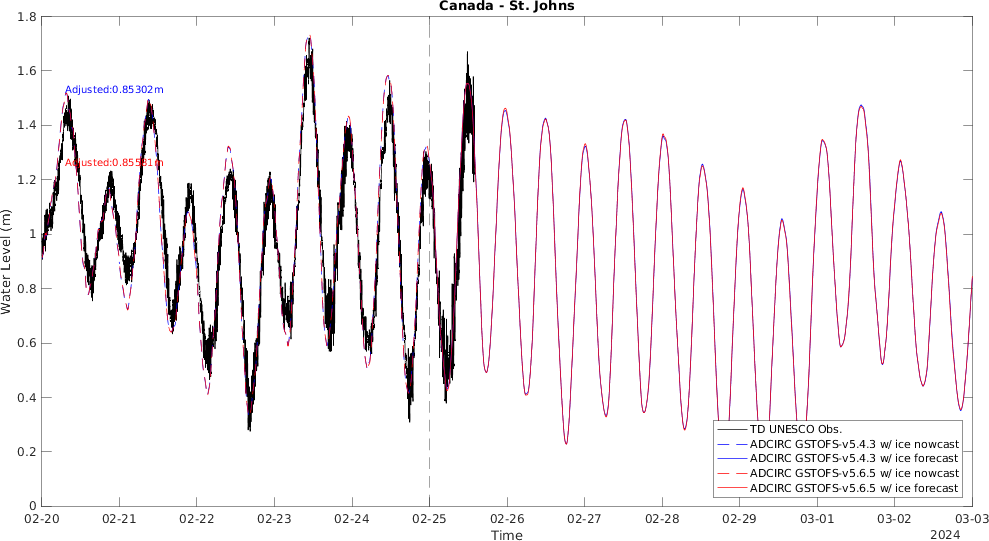 Canada - St. Johns
1.8
1.6
1.4
1.2
1
0.8
0.6
0.4
0.2
0
Water Level (m)
Adjusted:0.85302m
Adjusted:0.85581m
TD UNESCO Obs.
ADCIRC GSTOFS-v5.4.3 w/ ice nowcast
ADCIRC GSTOFS-v5.4.3 w/ ice forecast
ADCIRC GSTOFS-v5.6.5 w/ ice nowcast
ADCIRC GSTOFS-v5.6.5 w/ ice forecast
02-20 02-21 02-22 02-23 02-24 02-25 02-26 02-27 02-28 02-29 03-01 03-02 03-03
Time
2024